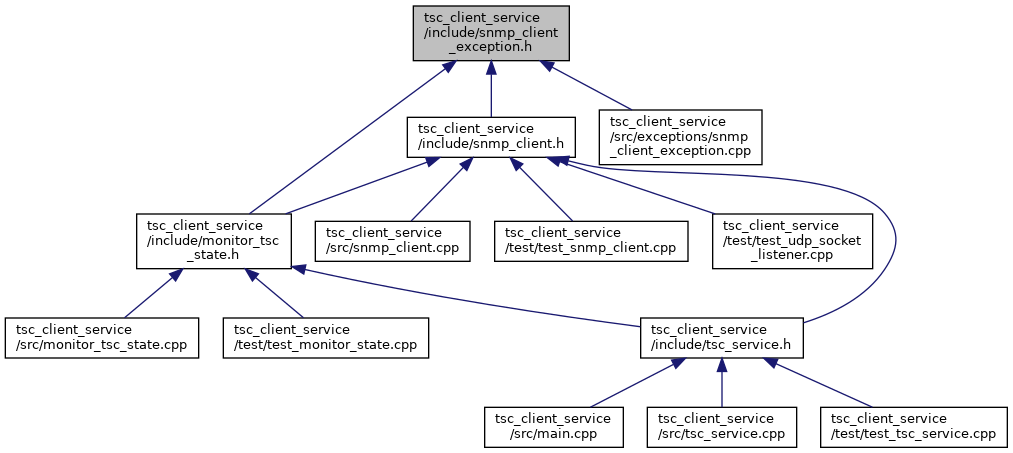 tsc_client_service
/include/snmp_client
_exception.h
tsc_client_service
/include/snmp_client.h
tsc_client_service
/src/exceptions/snmp
_client_exception.cpp
tsc_client_service
/include/monitor_tsc
_state.h
tsc_client_service
/src/snmp_client.cpp
tsc_client_service
/test/test_snmp_client.cpp
tsc_client_service
/test/test_udp_socket
_listener.cpp
tsc_client_service
/src/monitor_tsc_state.cpp
tsc_client_service
/test/test_monitor_state.cpp
tsc_client_service
/include/tsc_service.h
tsc_client_service
/src/main.cpp
tsc_client_service
/src/tsc_service.cpp
tsc_client_service
/test/test_tsc_service.cpp